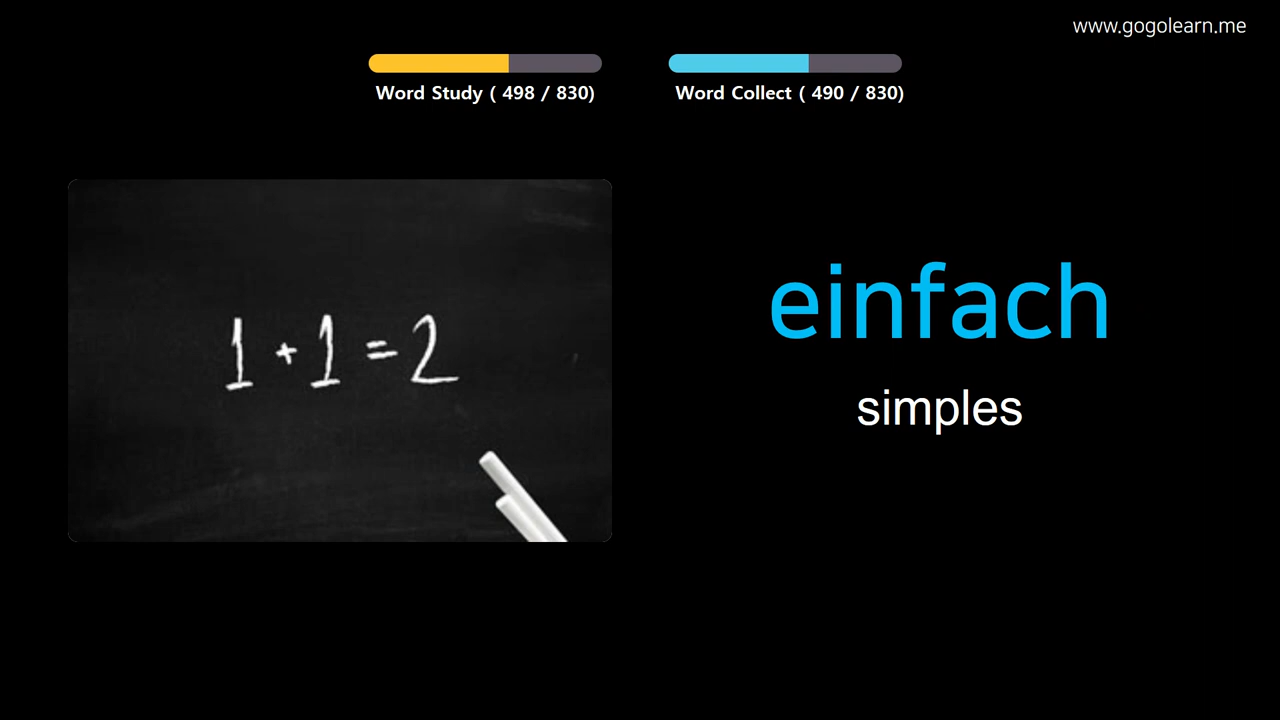 www.gogolearn.me
Word Study ( 498 / 830)
Word Collect ( 490 / 830)
1 + 1 = 2
einfach
simples